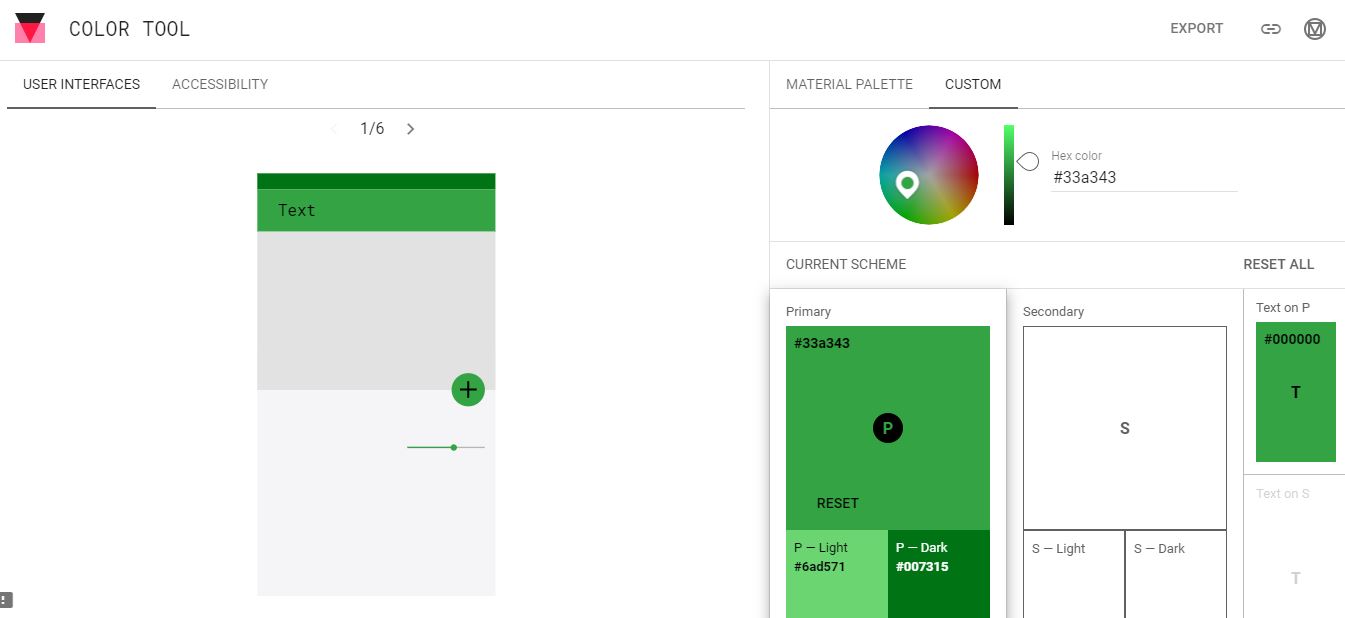 COLOR TOOL
EXPORT
USER INTERFACES
ACCESSIBILITY
1/6
Text
MATERIAL PALETTE
CUSTOM
Hex color
#33a343
CURRENT SCHEME
RESET ALL
Primary
#33a343
P
RESET
P — Light
#6ad571
P — Dark
#007315
Secondary
S
S — Light
S — Dark
Text on P
#000000
T
Text on S
T